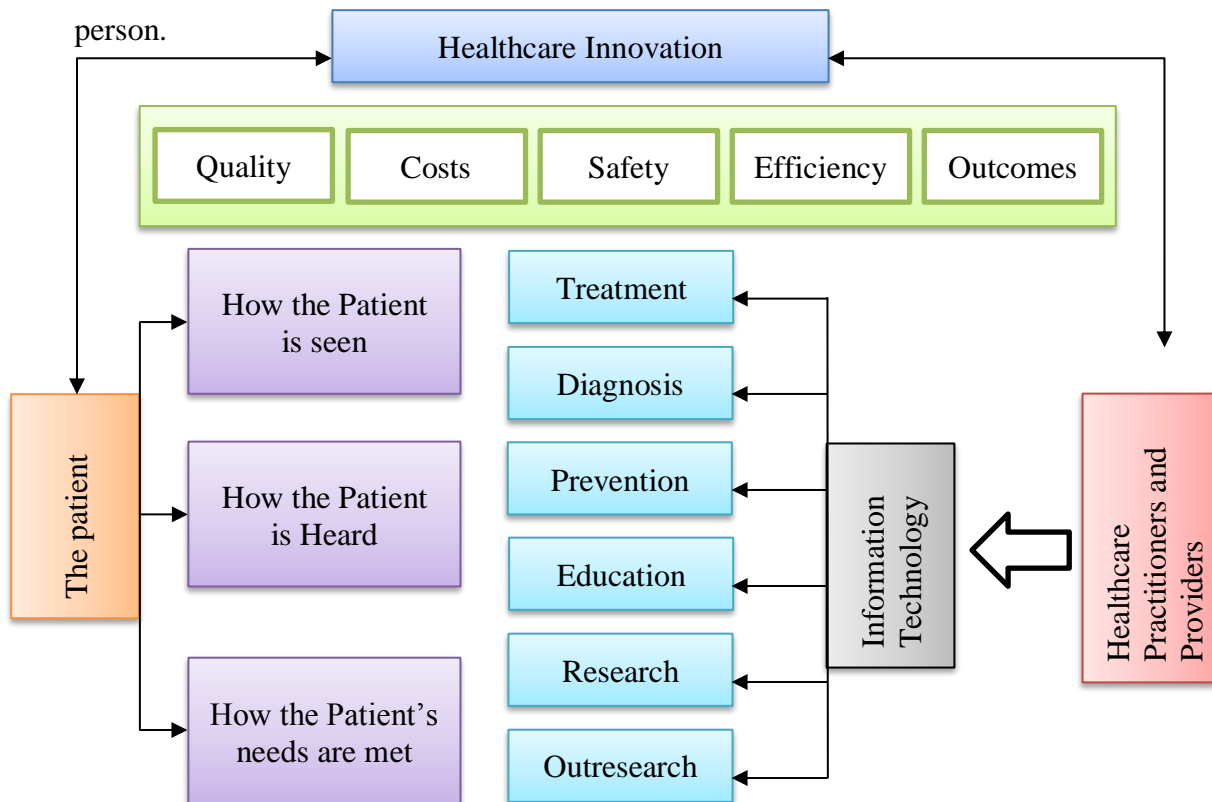 person.
Healthcare Innovation
Quality
Costs
Safety
Efficiency
Outcomes
The patient
How the Patient
is seen
How the Patient
is Heard
How the Patient’s
needs are met
Treatment
Diagnosis
Prevention
Education
Research
Outresearch
Information
Technology
Healthcare
Practitioners and
Providers